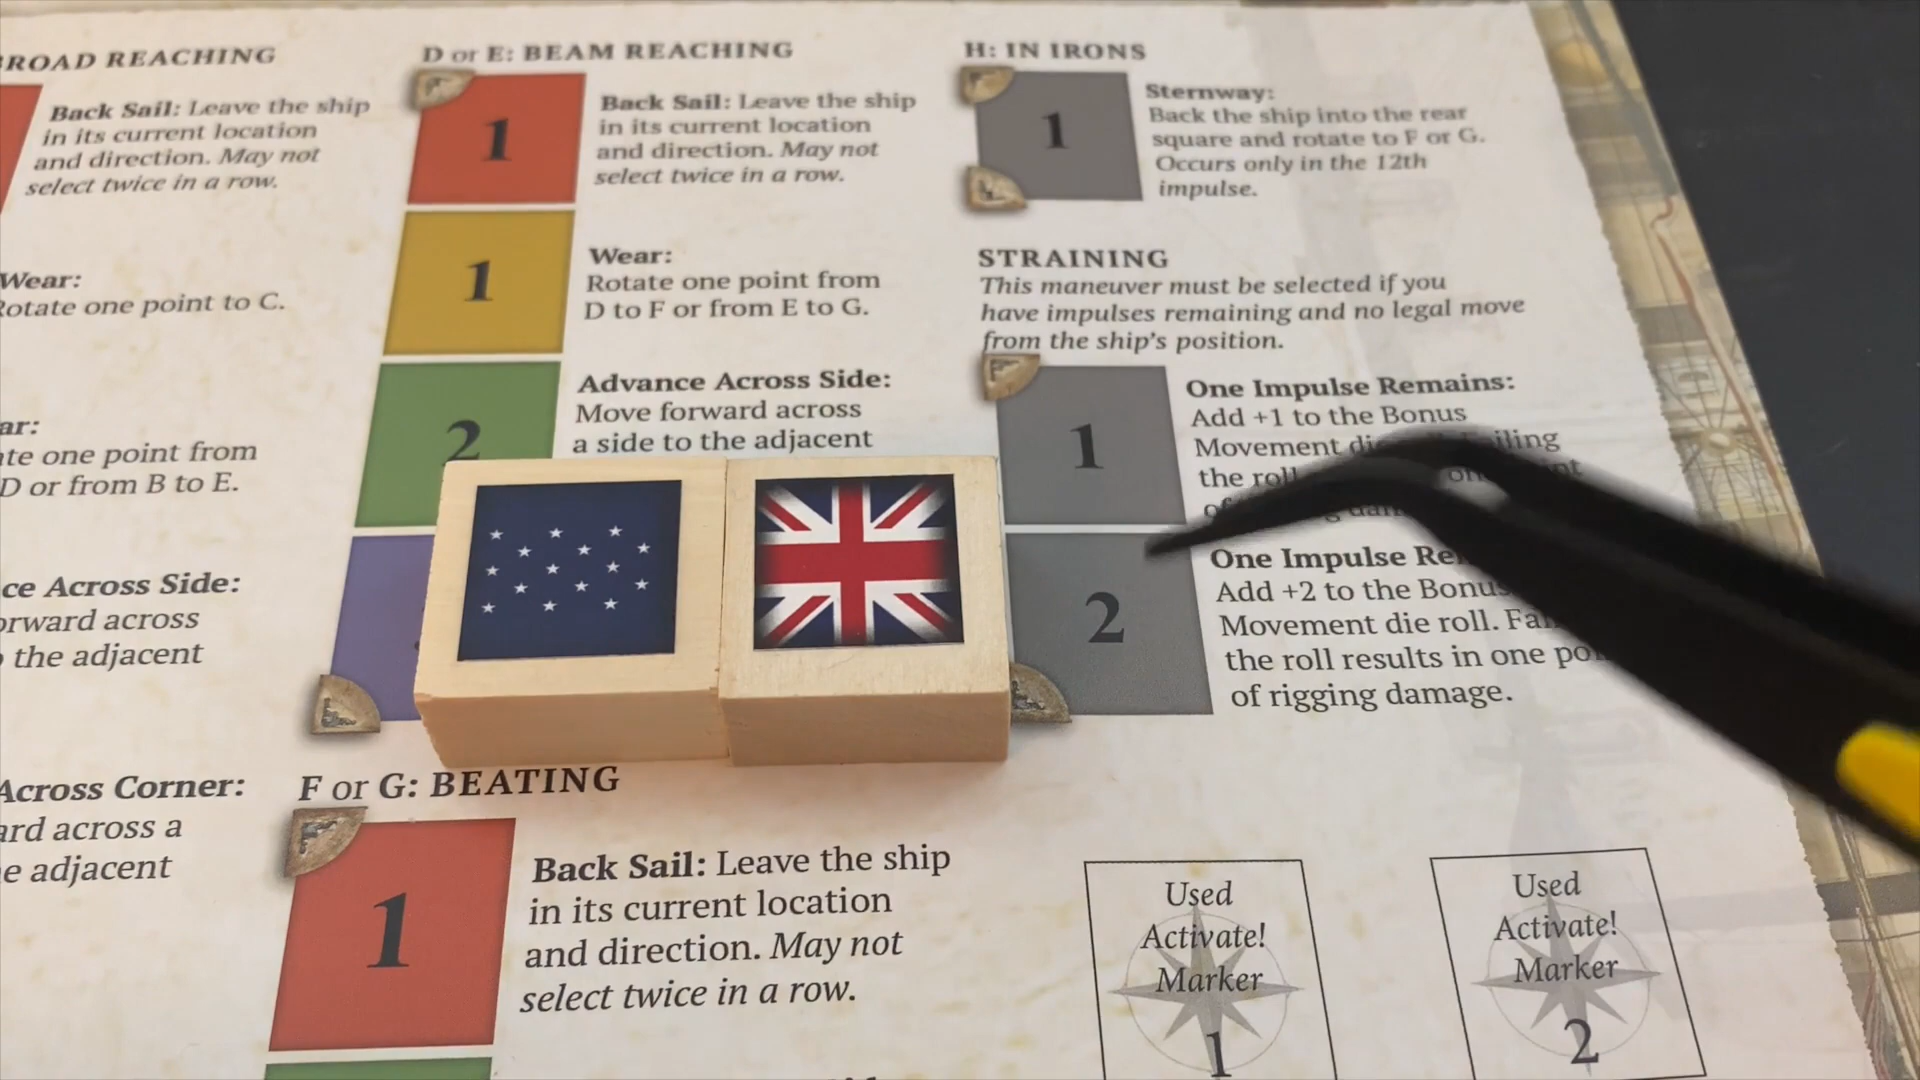 ROAD REACHING
Back Sail: Leave the ship
in its current location
and direction. May not
select twice in a row.
Wear:
Rotate one point to C.
ar:
te one point from
D or from B to E.
ce Across Side:
orward across
the adjacent
Across Corner:
ard across a
e adjacent
D or E: BEAM REACHING
1
Back Sail: Leave the ship
in its current location
and direction. May not
select twice in a row.
1
Wear:
Rotate one point from
D to F or from E to G.
2
Advance Across Side:
Move forward across
a side to the adjacent
F or G: BEATING
1
Back Sail: Leave the ship
in its current location
and direction. May not
select twice in a row.
H: IN IRONS
1
Sternway:
Back the ship into the rear
square and rotate to F or G.
Occurs only in the 12th
impulse.
STRAINING
This maneuver must be selected if you
have impulses remaining and no legal move
from the ship's position.
1
One Impulse Remains:
Add +1 to the Bonus
Movement
the roll
2
One Impulse Re
Add +2 to the Bonus
Movement die roll. Fai
the roll results in one po
of rigging damage.
Used
Activate!
Marker
1
Used
Activate!
Marker
2